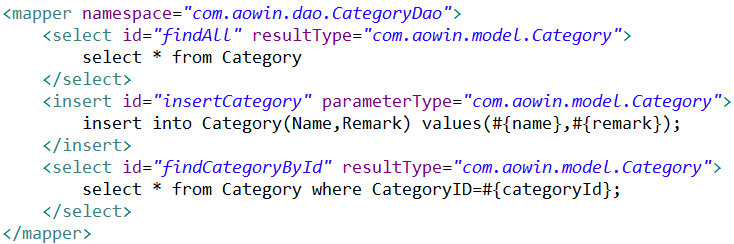 <mapper namespace="com.aowin.dao.CategoryDao">
    <select id="findAll" resultType="com.aowin.model.Category">
        select * from Category
    </select>
    <insert id="insertCategory" parameterType="com.aowin.model.Category">
        insert into Category(Name,Remark) values(#{name},#{remark});
    </insert>
    <select id="findCategoryById" resultType="com.aowin.model.Category">
        select * from Category where CategoryID=#{categoryId};
    </select>
</mapper>